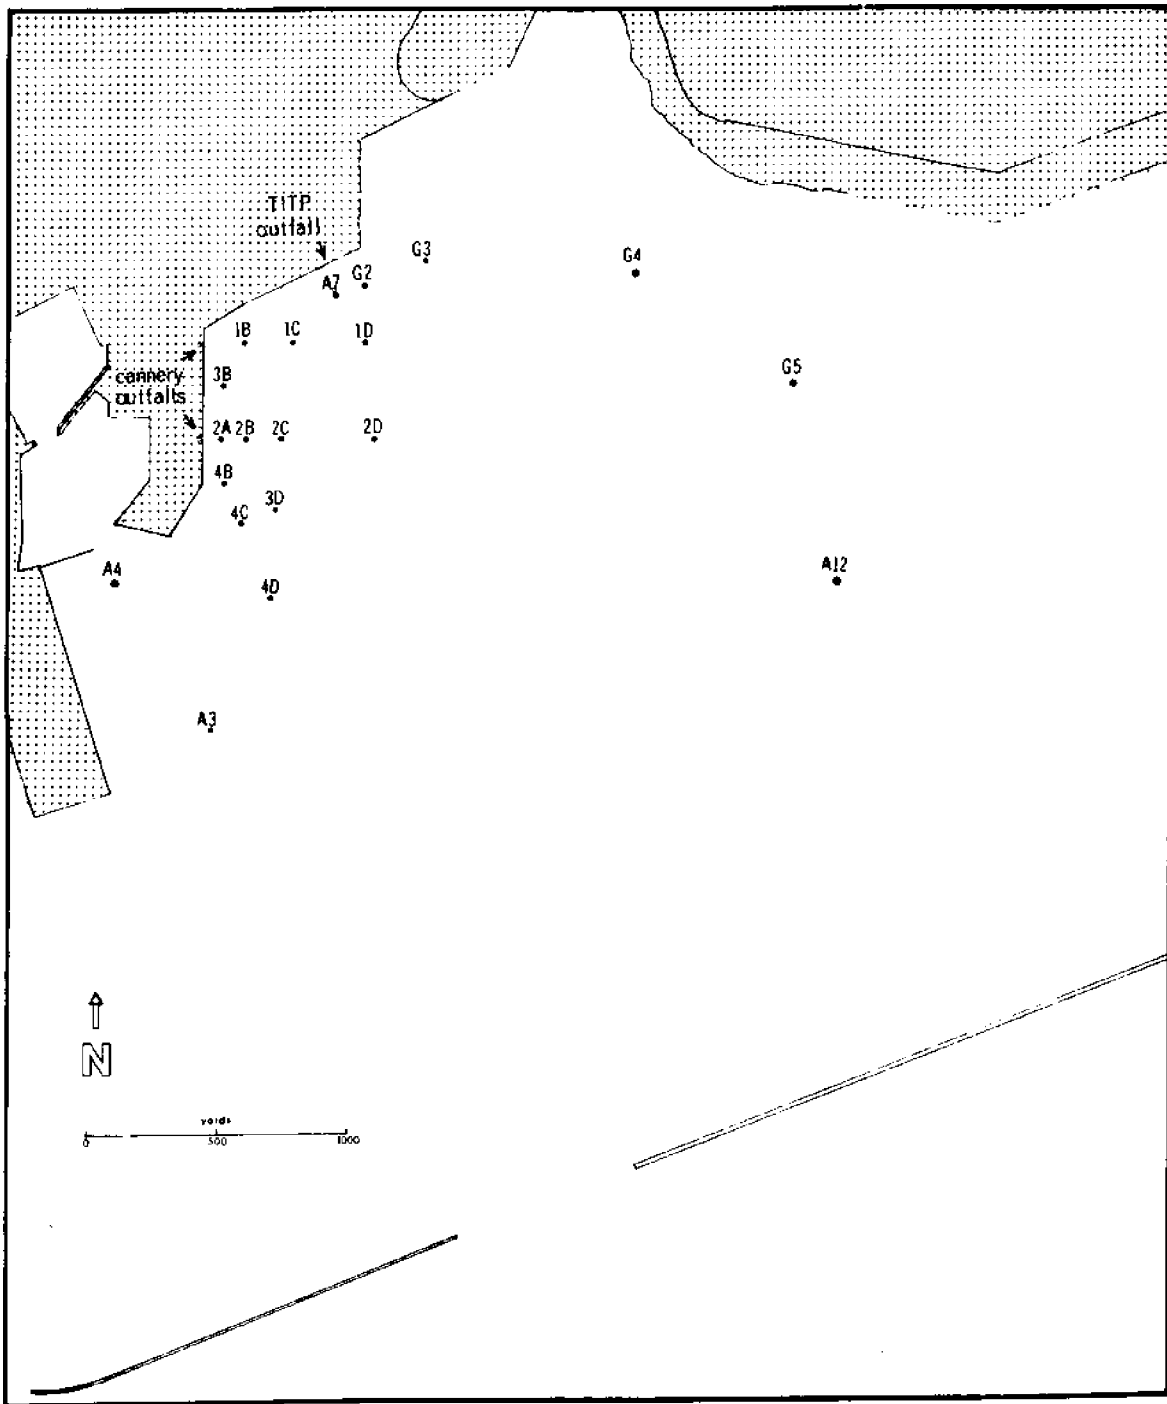 TITP
outfall
G3
G4
G2
A7
1B
1C
1D
G5
cannery
outfalls
3B
2A
2B
2C
2D
4B
3D
4C
A4
4D
A12
A3
N
yards
0
500
1000